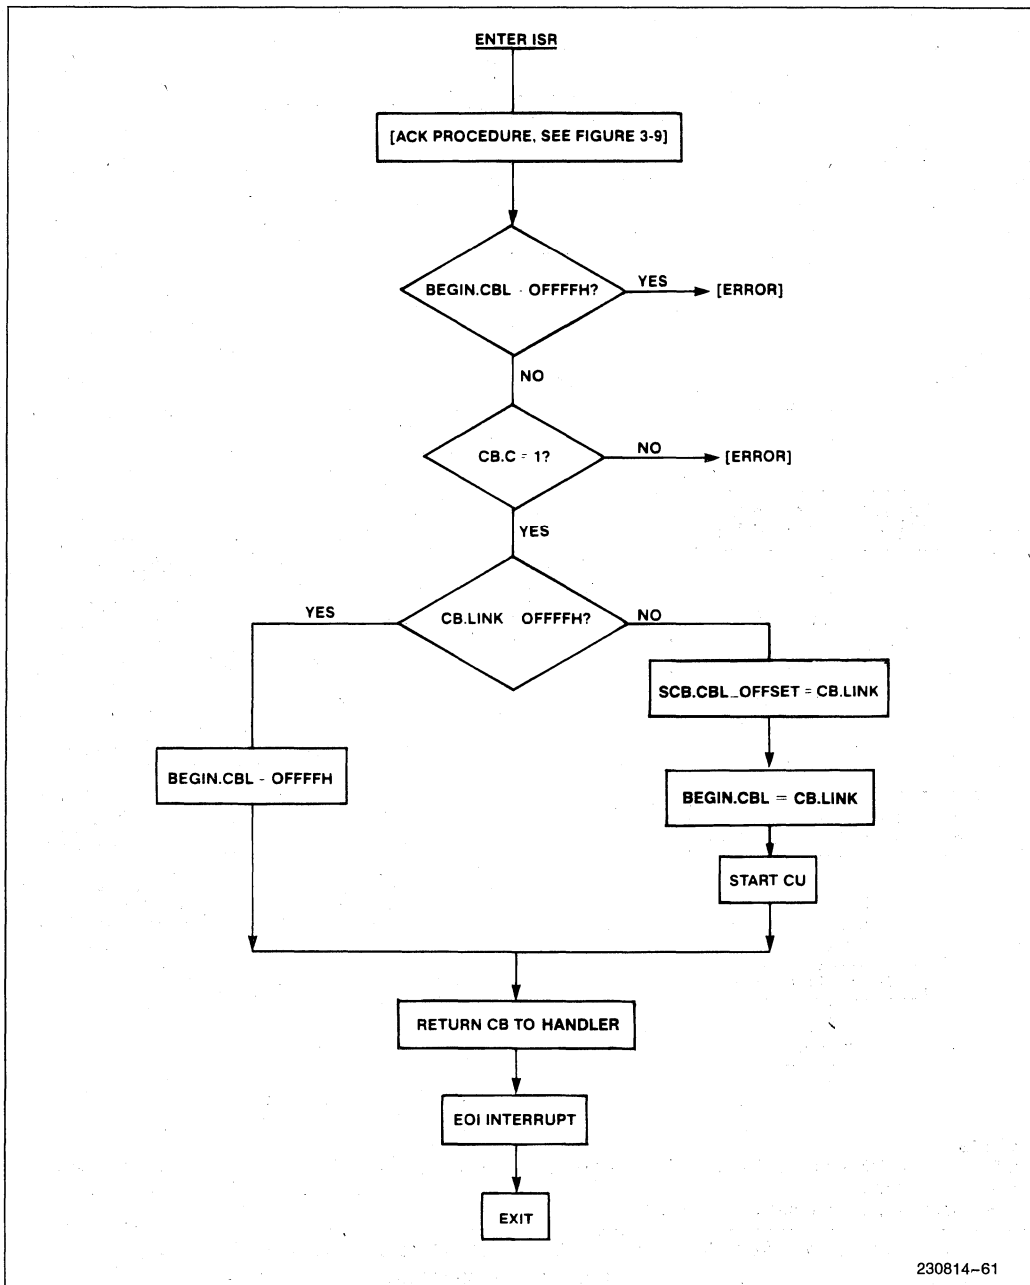 ENTER ISR
[ACK PROCEDURE, SEE FIGURE 3-9]
BEGIN.CBL - OFFFFH?
YES
[ERROR]
NO
CB.C = 1?
NO
[ERROR]
YES
CB.LINK OFFFFH?
YES
NO
SCB.CBL_OFFSET = CB.LINK
BEGIN.CBL - OFFFFH
BEGIN.CBL = CB.LINK
START CU
RETURN CB TO HANDLER
EOI INTERRUPT
EXIT
230814-61